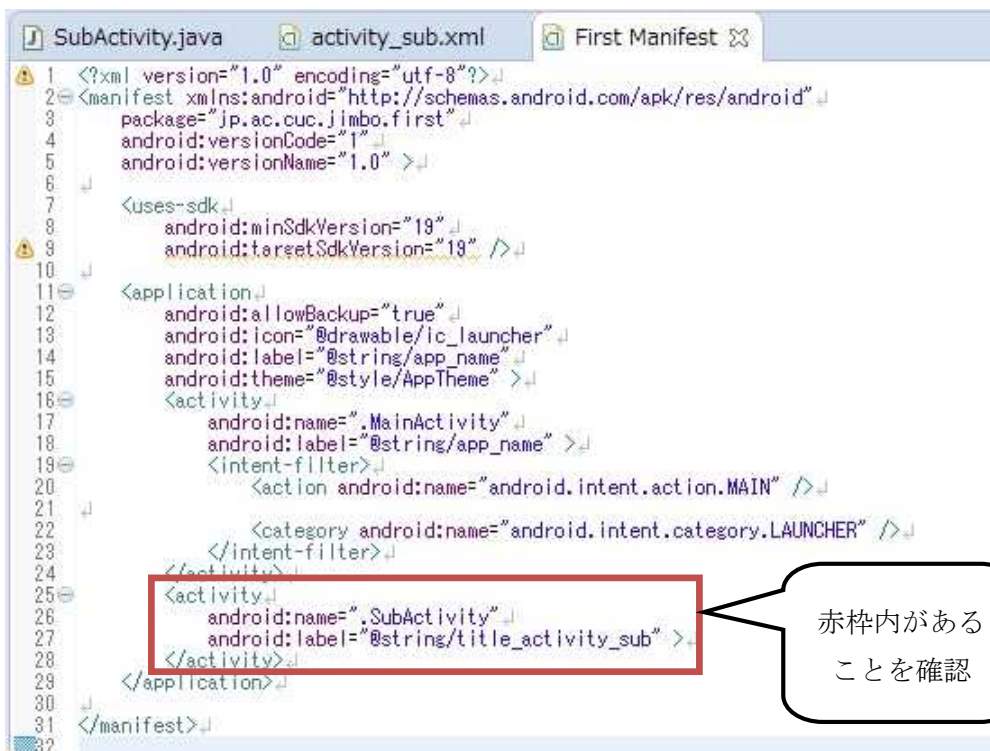 SubActivity.java activity_sub.xml First Manifest
1 <?xml version="1.0" encoding="utf-8"?>
2 <manifest xmlns:android="http://schemas.android.com/apk/res/android"
3 package="jp.ac.cuc.jimbo.first"
4 android:versionCode="1"
5 android:versionName="1.0" >
6
7 <uses-sdk
8 android:minSdkVersion="19"
9 android:targetSdkVersion="19" />
10
11 <application
12 android:allowBackup="true"
13 android:icon="@drawable/ic_launcher"
14 android:label="@string/app_name"
15 android:theme="@style/AppTheme" >
16 <activity
17 android:name=".MainActivity"
18 android:label="@string/app_name" >
19 <intent-filter>
20 <action android:name="android.intent.action.MAIN" />
21
22 <category android:name="android.intent.category.LAUNCHER" />
23 </intent-filter>
24 </activity>
25 <activity
26 android:name=".SubActivity"
27 android:label="@string/title_activity_sub" >
28 </activity>
29 </application>
30
31 </manifest>
32
赤枠内がある
ことを確認